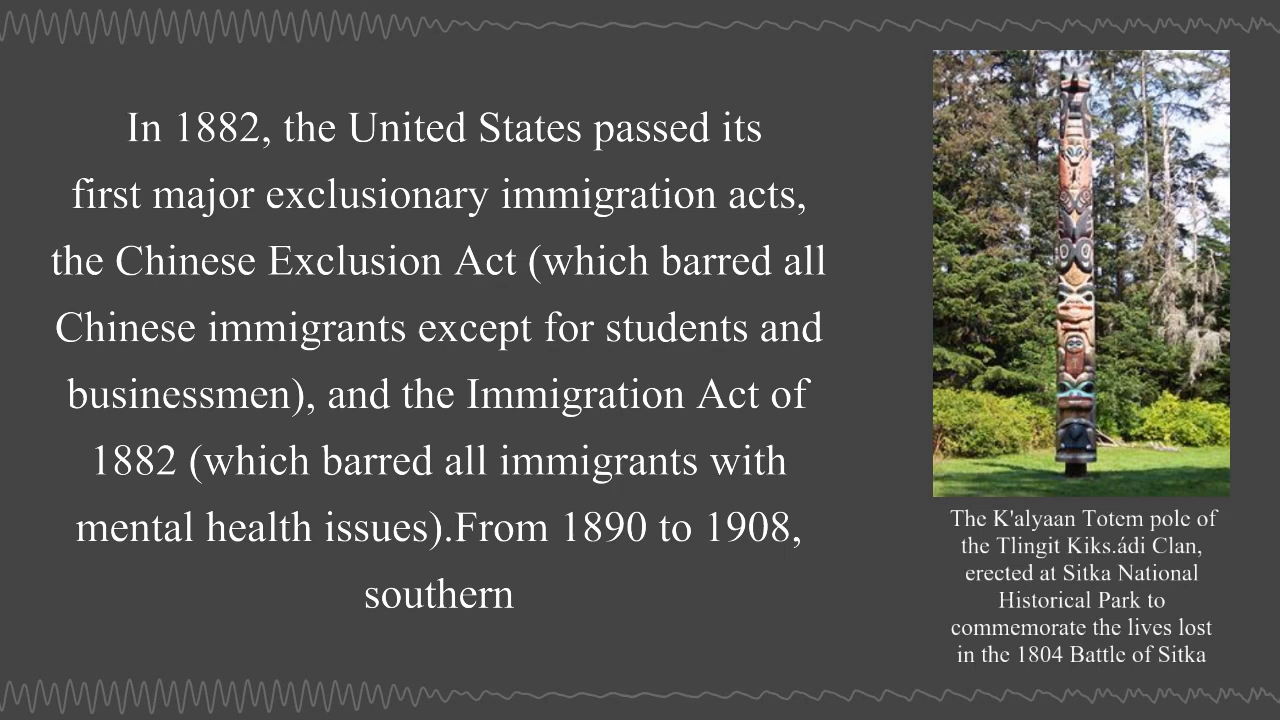 In 1882, the United States passed its
first major exclusionary immigration acts,
the Chinese Exclusion Act (which barred all
Chinese immigrants except for students and
businessmen), and the Immigration Act of
1882 (which barred all immigrants with
mental health issues).From 1890 to 1908,
southern
The K'alyaan Totem pole of
the Tlingit Kiks.ádi Clan,
erected at Sitka National
Historical Park to
commemorate the lives lost
in the 1804 Battle of Sitka